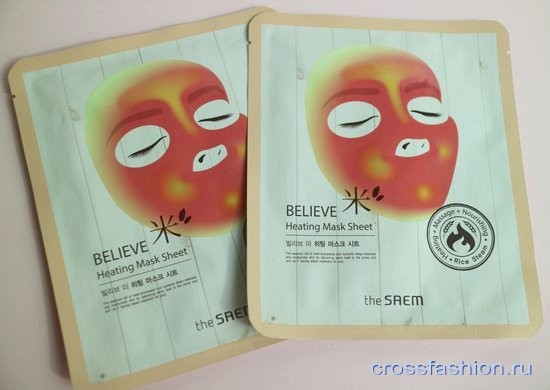 BELIEVE 米
Heating Mask Sheet
빌리브 미 히팅 마스크 시트
the SAEM
BELIEVE 米
Heating Mask Sheet
빌리브 미 히팅 마스크 시트
Heating + Massage + Nourishing
+ Rice Steam +
the SAEM
crossfashion.ru